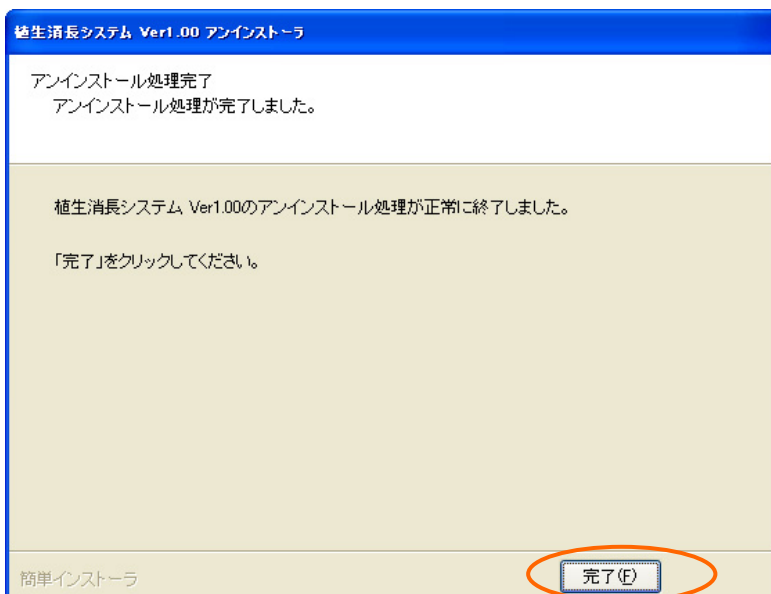 植生消長システム Ver1.00 アンインストーラ
アンインストール処理完了
アンインストール処理が完了しました。
植生消長システム Ver1.00のアンインストール処理が正常に終了しました。
「完了」をクリックしてください。
簡単インストーラ
完了(F)